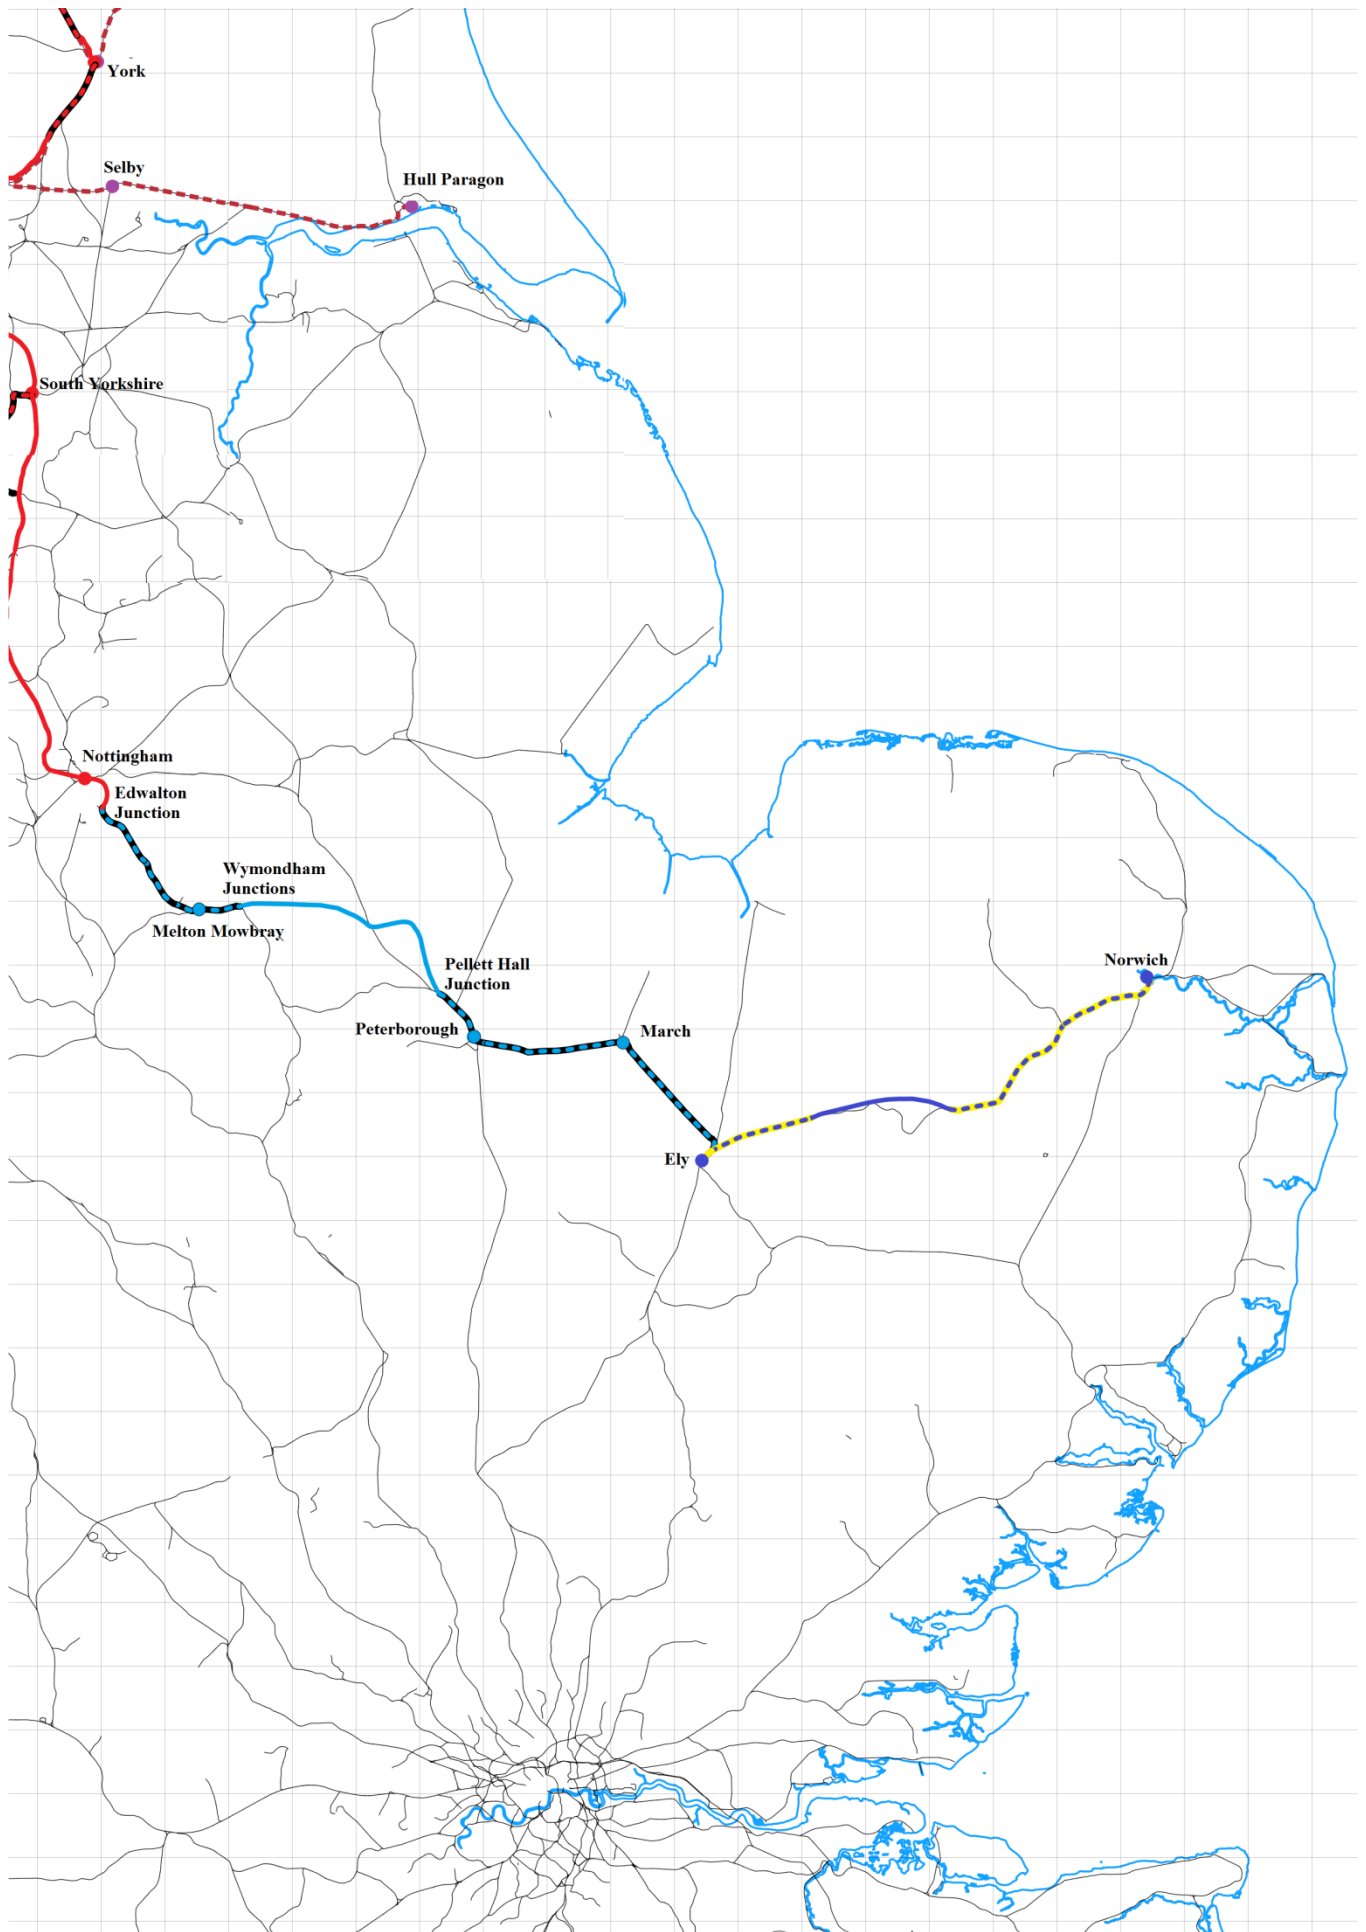 York
Selby
Hull Paragon
South Yorkshire
Nottingham
Edwalton
Junction
Wymondham
Junctions
Melton Mowbray
Pellett Hall
Junction
Norwich
Peterborough
March
Ely